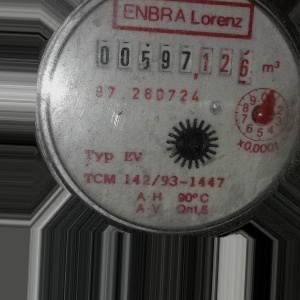 ENBRA Lorenz
00597,126 m³
87 280724
x0,0001
Typ EV
TCM 142/93-1447
A-H 90°C
A-V Qn1,5